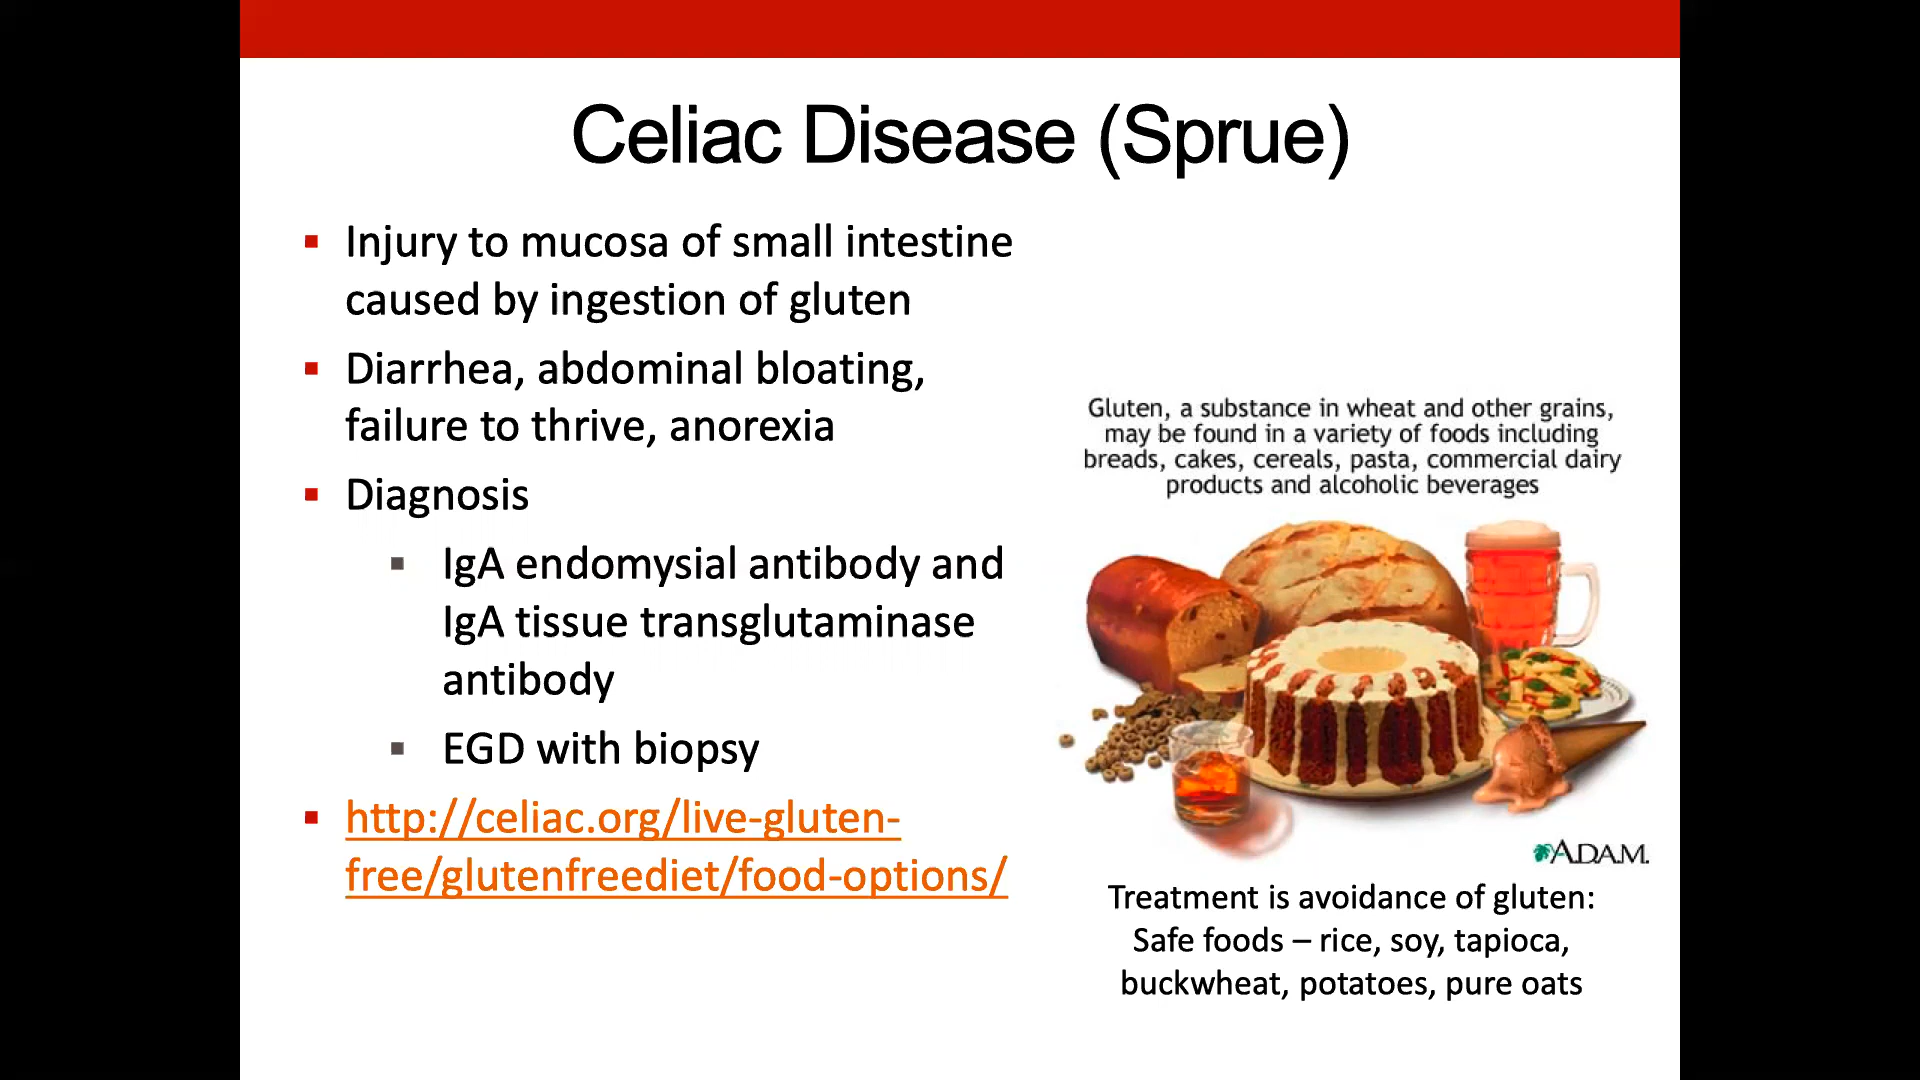 Celiac Disease (Sprue)
Injury to mucosa of small intestine
caused by ingestion of gluten
Diarrhea, abdominal bloating,
failure to thrive, anorexia
Diagnosis
IgA endomysial antibody and
IgA tissue transglutaminase
antibody
EGD with biopsy
http://celiac.org/live-gluten-
free/glutenfreediet/food-options/
Gluten, a substance in wheat and other grains,
may be found in a variety of foods including
breads, cakes, cereals, pasta, commercial dairy
products and alcoholic beverages
ADAM.
Treatment is avoidance of gluten:
Safe foods – rice, soy, tapioca,
buckwheat, potatoes, pure oats